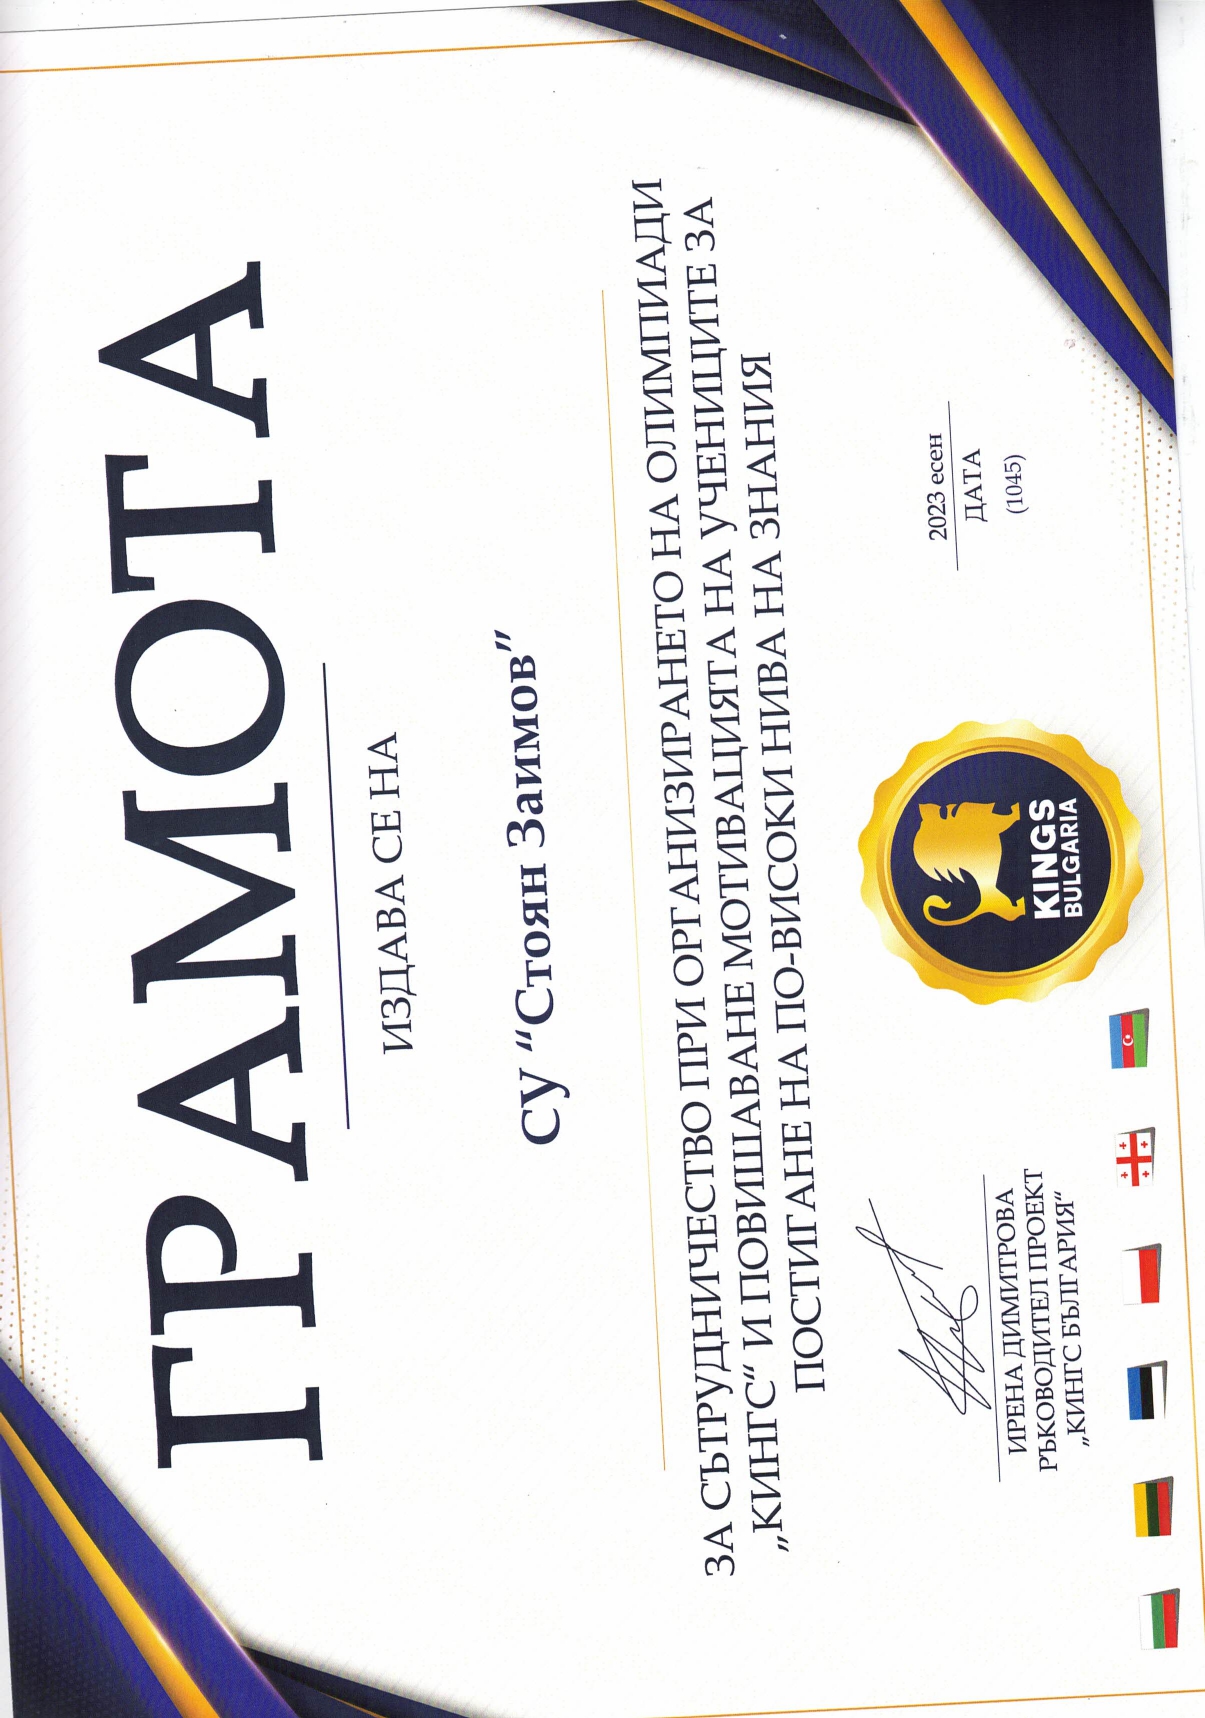 ГРАМОТА
ИЗДАВА СЕ НА
СУ “Стоян Заимов”
ЗА СЪТРУДНИЧЕСТВО ПРИ ОРГАНИЗИРАНЕТО НА ОЛИМПИАДИ
„КИНГС“ И ПОВИШАВАНЕ МОТИВАЦИЯТА НА УЧЕНИЦИТЕ ЗА
ПОСТИГАНЕ НА ПО-ВИСОКИ НИВА НА ЗНАНИЯ
ИРЕНА ДИМИТРОВА
РЪКОВОДИТЕЛ ПРОЕКТ
„КИНГС БЪЛГАРИЯ“
KINGS
BULGARIA
2023 есен
ДАТА
(1045)